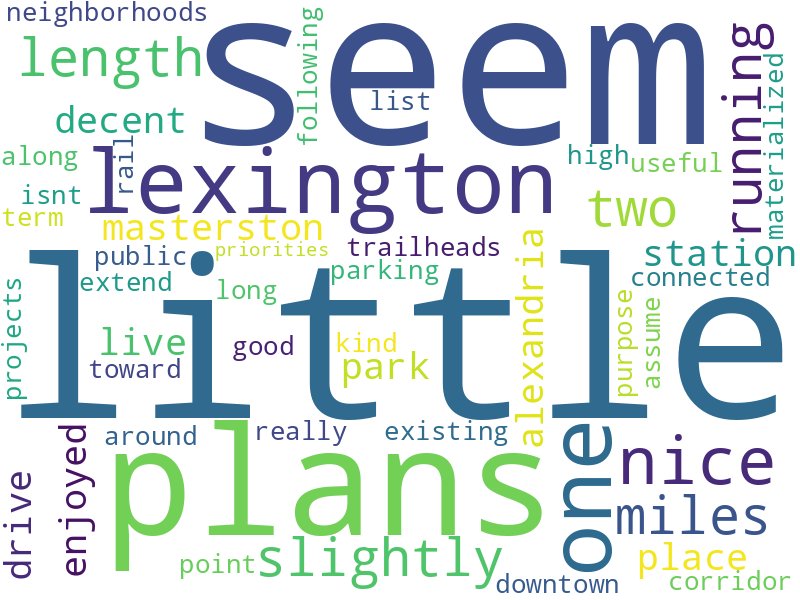 neighborhoods
seem
following
length
list
running
materialized
decent
along
rail
lexington
high
useful
isnt
term
masterston
two
public
priorities
trailheads
station
extend
long
parking
connected
little
alexandria
projects
live
toward
good
kind
park
purpose
assume
plans
around
really
existing
one
nice
drive
enjoyed
miles
point
slightly
place
downtown
corridor